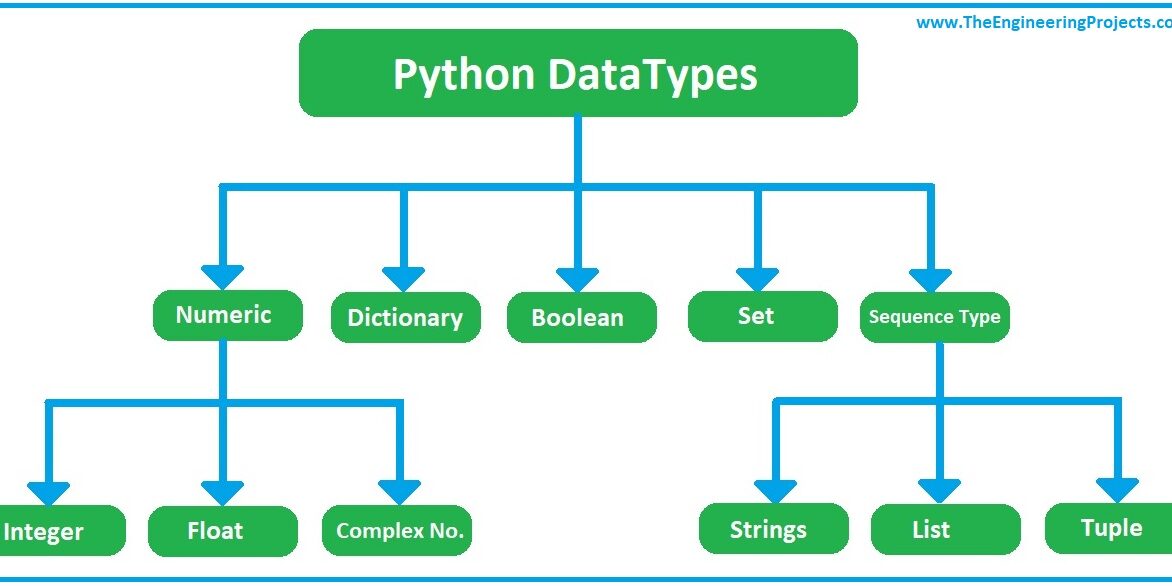 www.TheEngineeringProjects.co
Python DataTypes
Numeric
Dictionary
Boolean
Set
Sequence Type
Integer
Float
Complex No.
Strings
List
Tuple